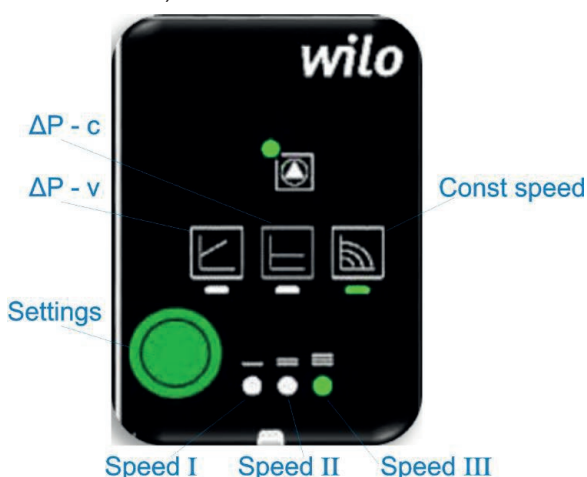 wilo
ΔP - c
ΔP - v
Const speed
Settings
Speed I Speed II Speed III